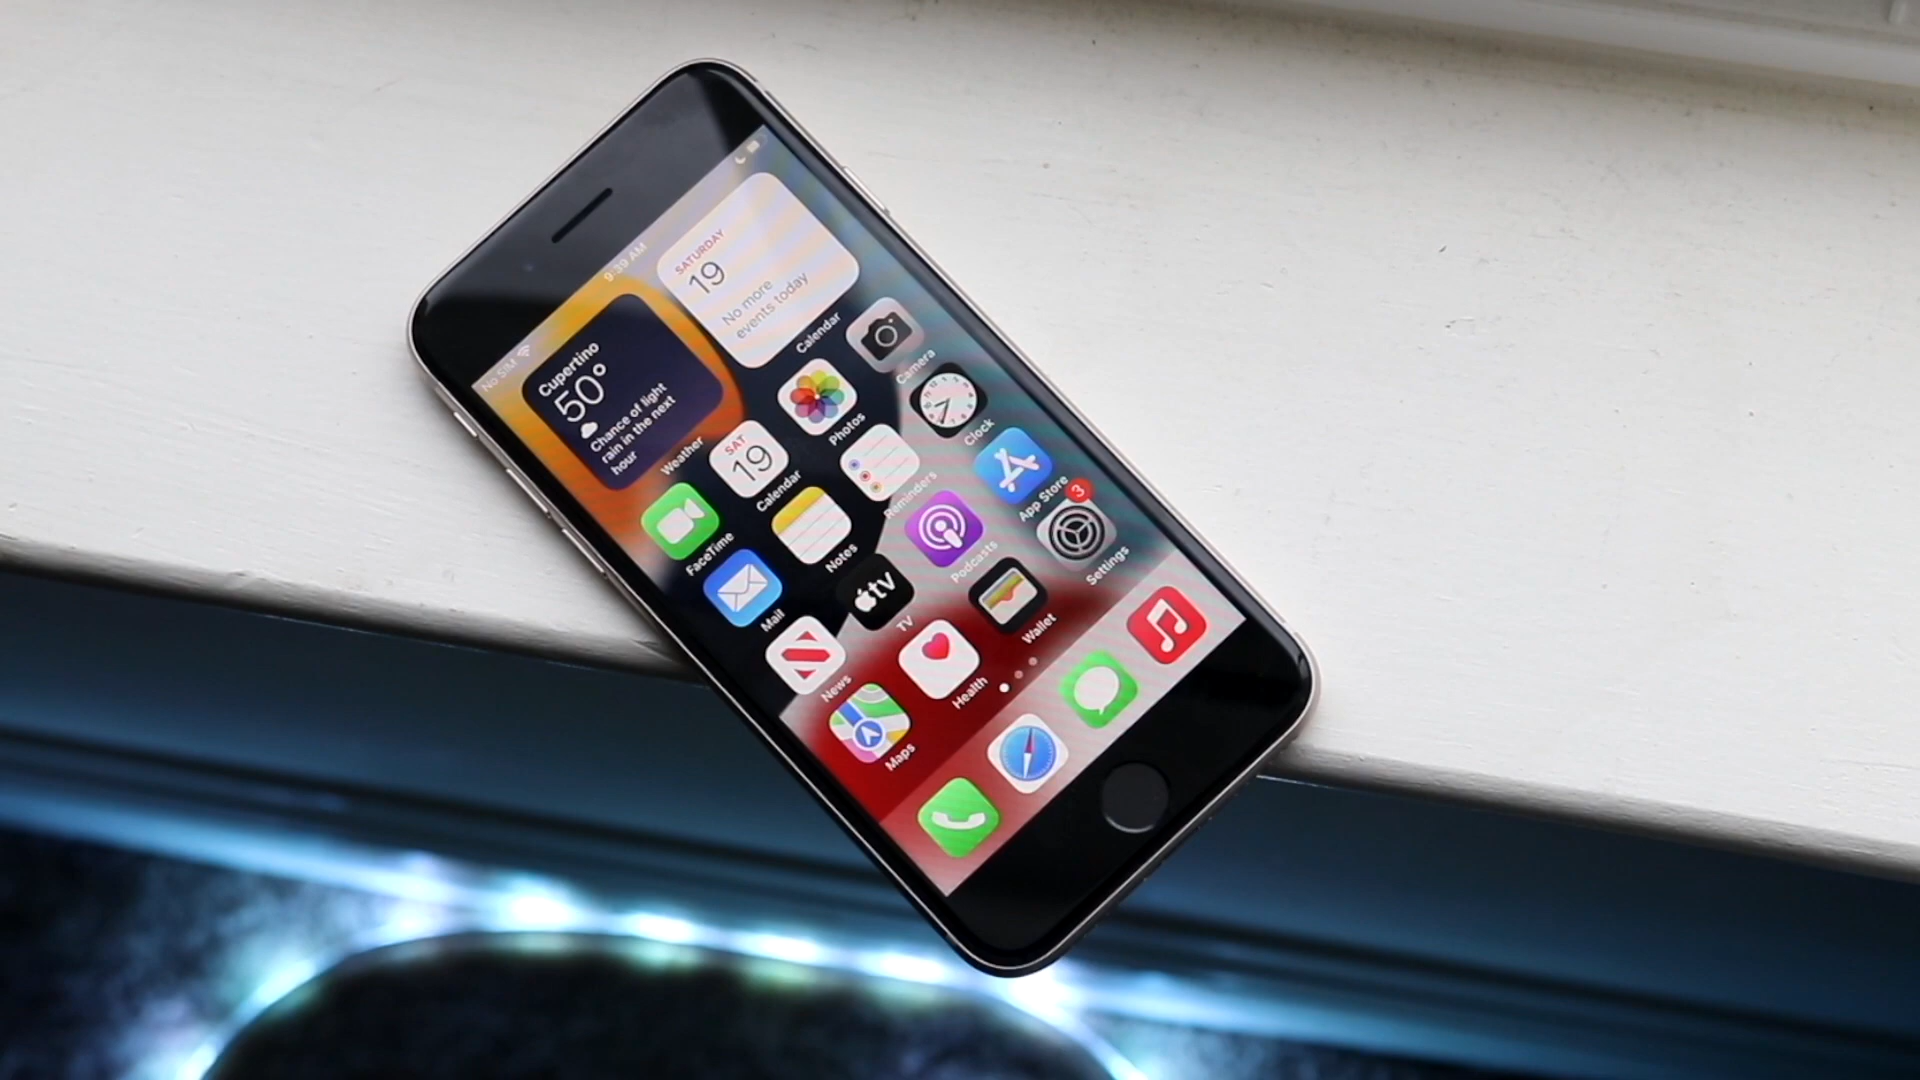 No SIM
9:39 AM
Cupertino
50°
Chance of light
rain in the next
hour
Weather
SATURDAY
19
No more
events today
Calendar
FaceTime
SAT
19
Calendar
Photos
Camera
Mail
Notes
Reminders
Clock
News
tv
TV
Podcasts
App Store
Maps
Health
Wallet
3
Settings